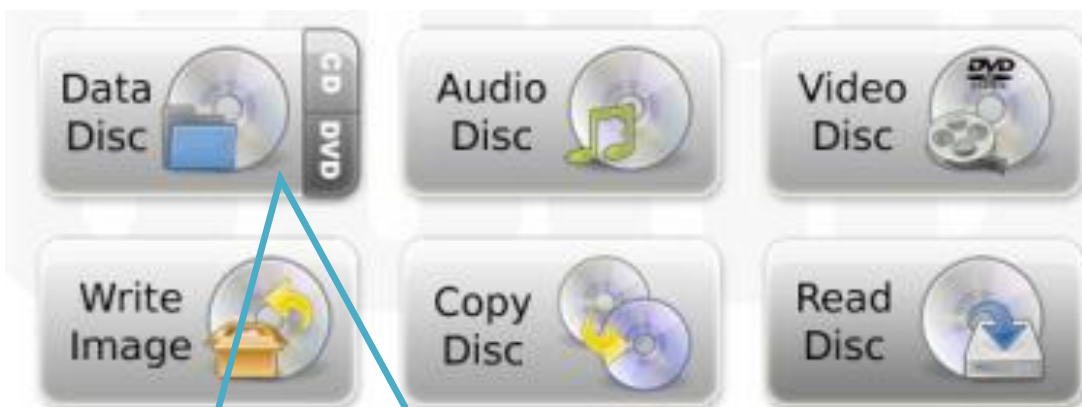 Data
Disc
CD
DVD
Audio
Disc
Video
Disc
DVD
Write
Image
Copy
Disc
Read
Disc